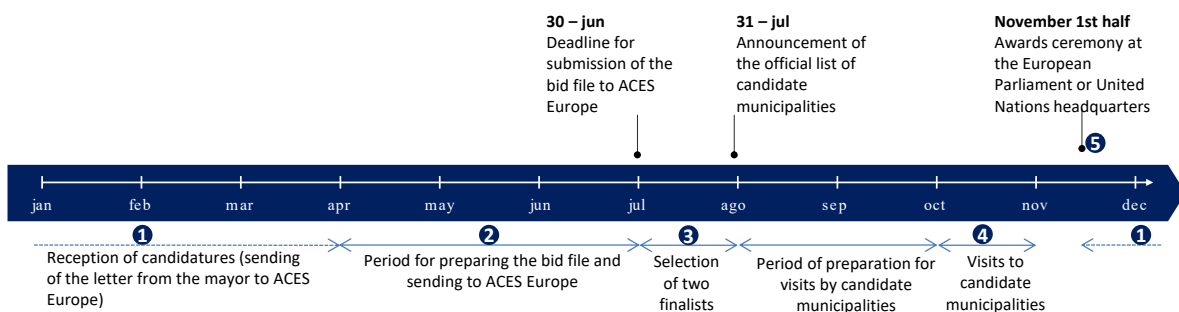 30 – jun
Deadline for
submission of the
bid file to ACES
Europe
31 – jul
Announcement of
the official list of
candidate
municipalities
November 1st half
Awards ceremony at
the European
Parliament or United
Nations headquarters
5
jan feb mar apr may jun jul ago sep oct nov dec
1 2 3 4 1
Reception of candidatures (sending
of the letter from the mayor to ACES
Europe)
Period for preparing the bid file and
sending to ACES Europe
Selection
of two
finalists
Period of preparation for
visits by candidate
municipalities
Visits to
candidate
municipalities